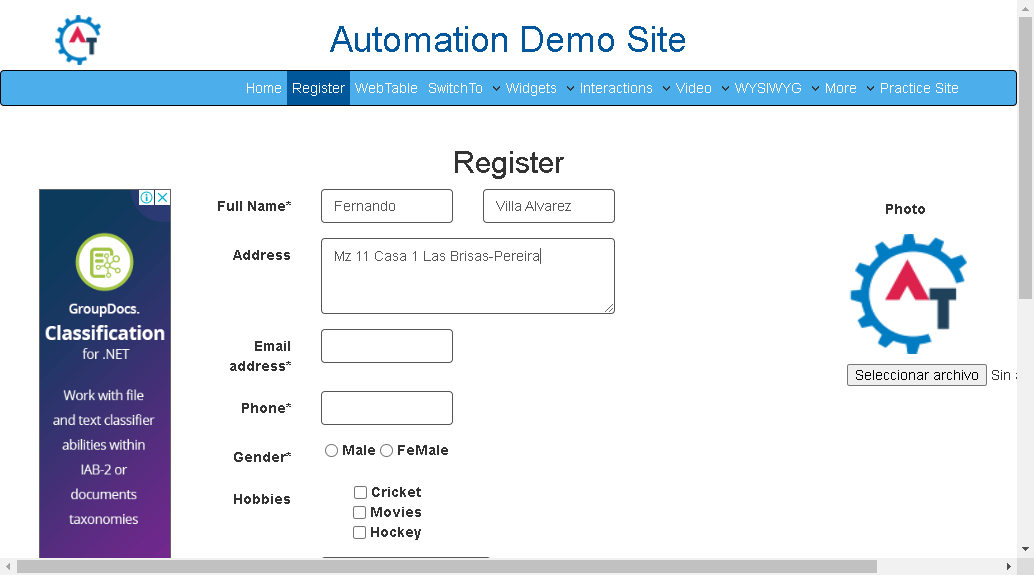 AT
Automation Demo Site
Home Register WebTable SwitchTo Widgets Interactions Video WYSIWYG More Practice Site
Register
Full Name* Fernando Villa Alvarez
Address Mz 11 Casa 1 Las Brisas-Pereira
Email
address*
Phone*
Gender* Male FeMale
Hobbies Cricket
Movies
Hockey
Photo
AT
Seleccionar archivo Sin
GroupDocs.
Classification
for .NET
Work with file
and text classifier
abilities within
IAB-2 or
documents
taxonomies